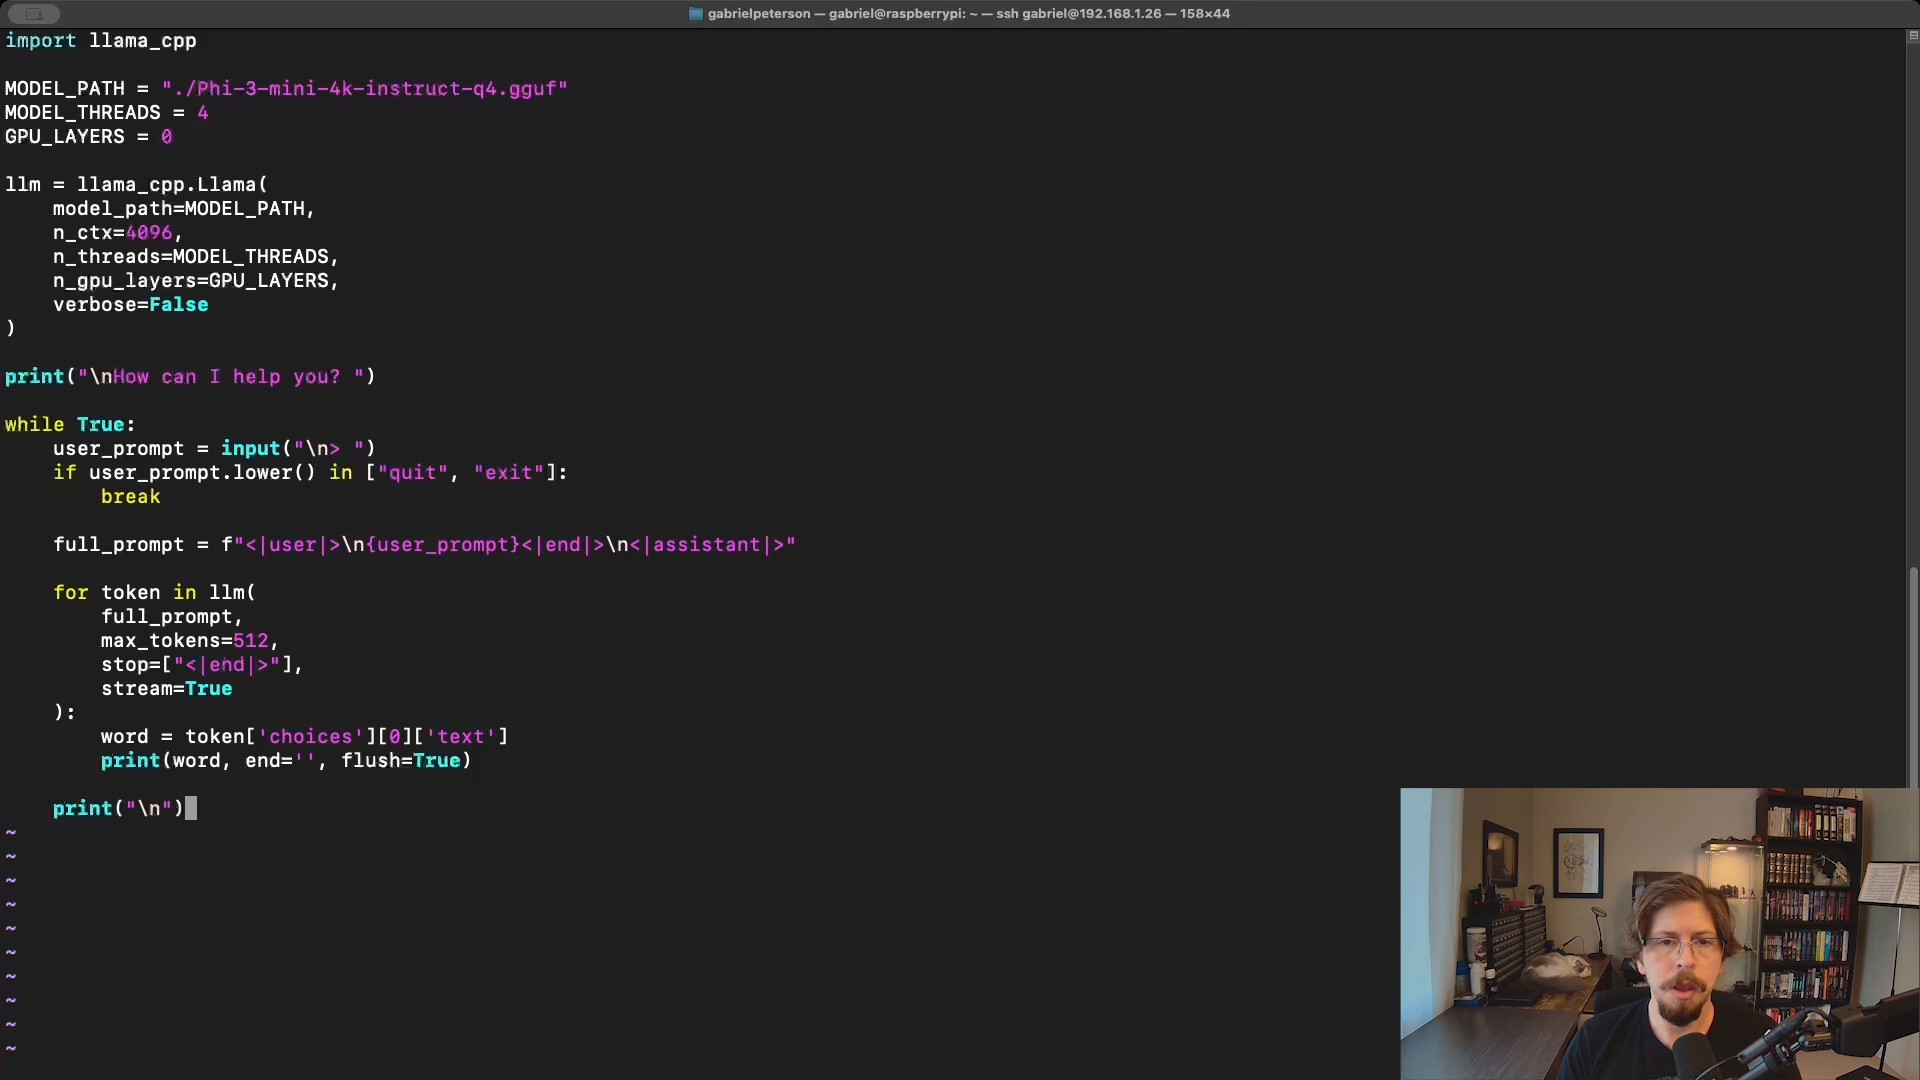 gabrielpeterson — gabriel@raspberrypi: ~ — ssh gabriel@192.168.1.26 — 158×44
import llama_cpp
MODEL_PATH = "./Phi-3-mini-4k-instruct-q4.gguf"
MODEL_THREADS = 4
GPU_LAYERS = 0
llm = llama_cpp.Llama(
    model_path=MODEL_PATH,
    n_ctx=4096,
    n_threads=MODEL_THREADS,
    n_gpu_layers=GPU_LAYERS,
    verbose=False
)
print("\nHow can I help you? ")
while True:
    user_prompt = input("\n> ")
    if user_prompt.lower() in ["quit", "exit"]:
        break
    full_prompt = f"<|user|>\n{user_prompt}<|end|>\n<|assistant|>"
    for token in llm(
        full_prompt,
        max_tokens=512,
        stop=["<|end|>"],
        stream=True
    ):
        word = token['choices'][0]['text']
        print(word, end='', flush=True)
    print("\n")
~
~
~
~
~
~
~
~
~
~